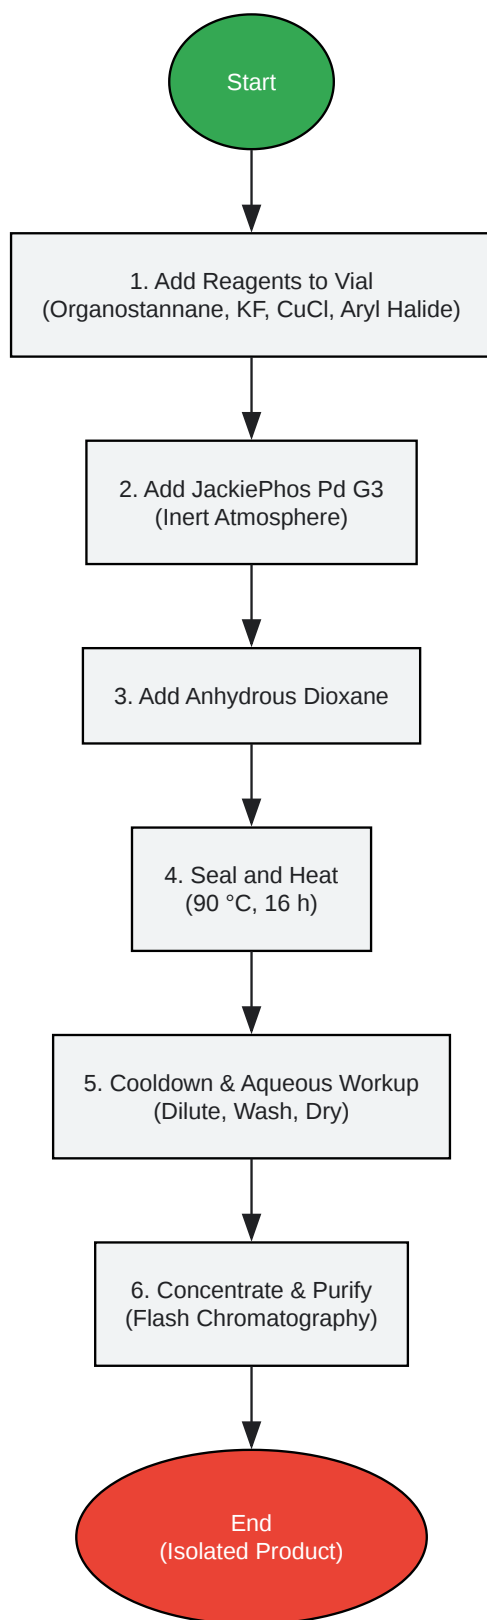 Start
1. Add Reagents to Vial
(Organostannane, KF, CuCl, Aryl Halide)
2. Add JackiePhos Pd G3
(Inert Atmosphere)
3. Add Anhydrous Dioxane
4. Seal and Heat
(90 °C, 16 h)
5. Cooldown & Aqueous Workup
(Dilute, Wash, Dry)
6. Concentrate & Purify
(Flash Chromatography)
End
(Isolated Product)